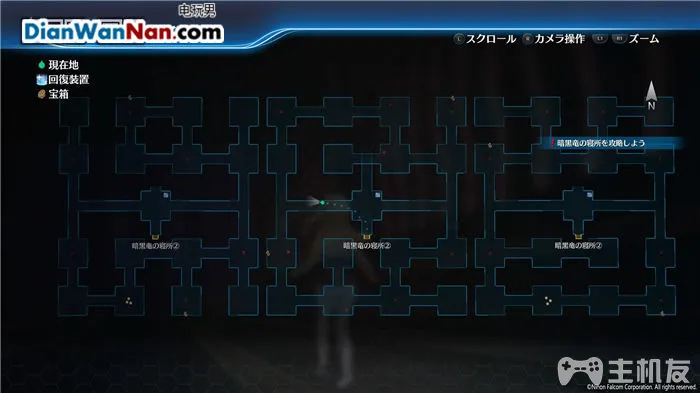 电玩男
DianWanNan.com
L スクロール R カメラ操作 L1 R1 ズーム
現在地
回復装置
宝箱
N
暗黒竜の寝所を攻略しよう
暗黒竜の寝所②
暗黒竜の寝所②
暗黒竜の寝所②
主机友
©Nihon Falcom Corporation. All rights reserved.